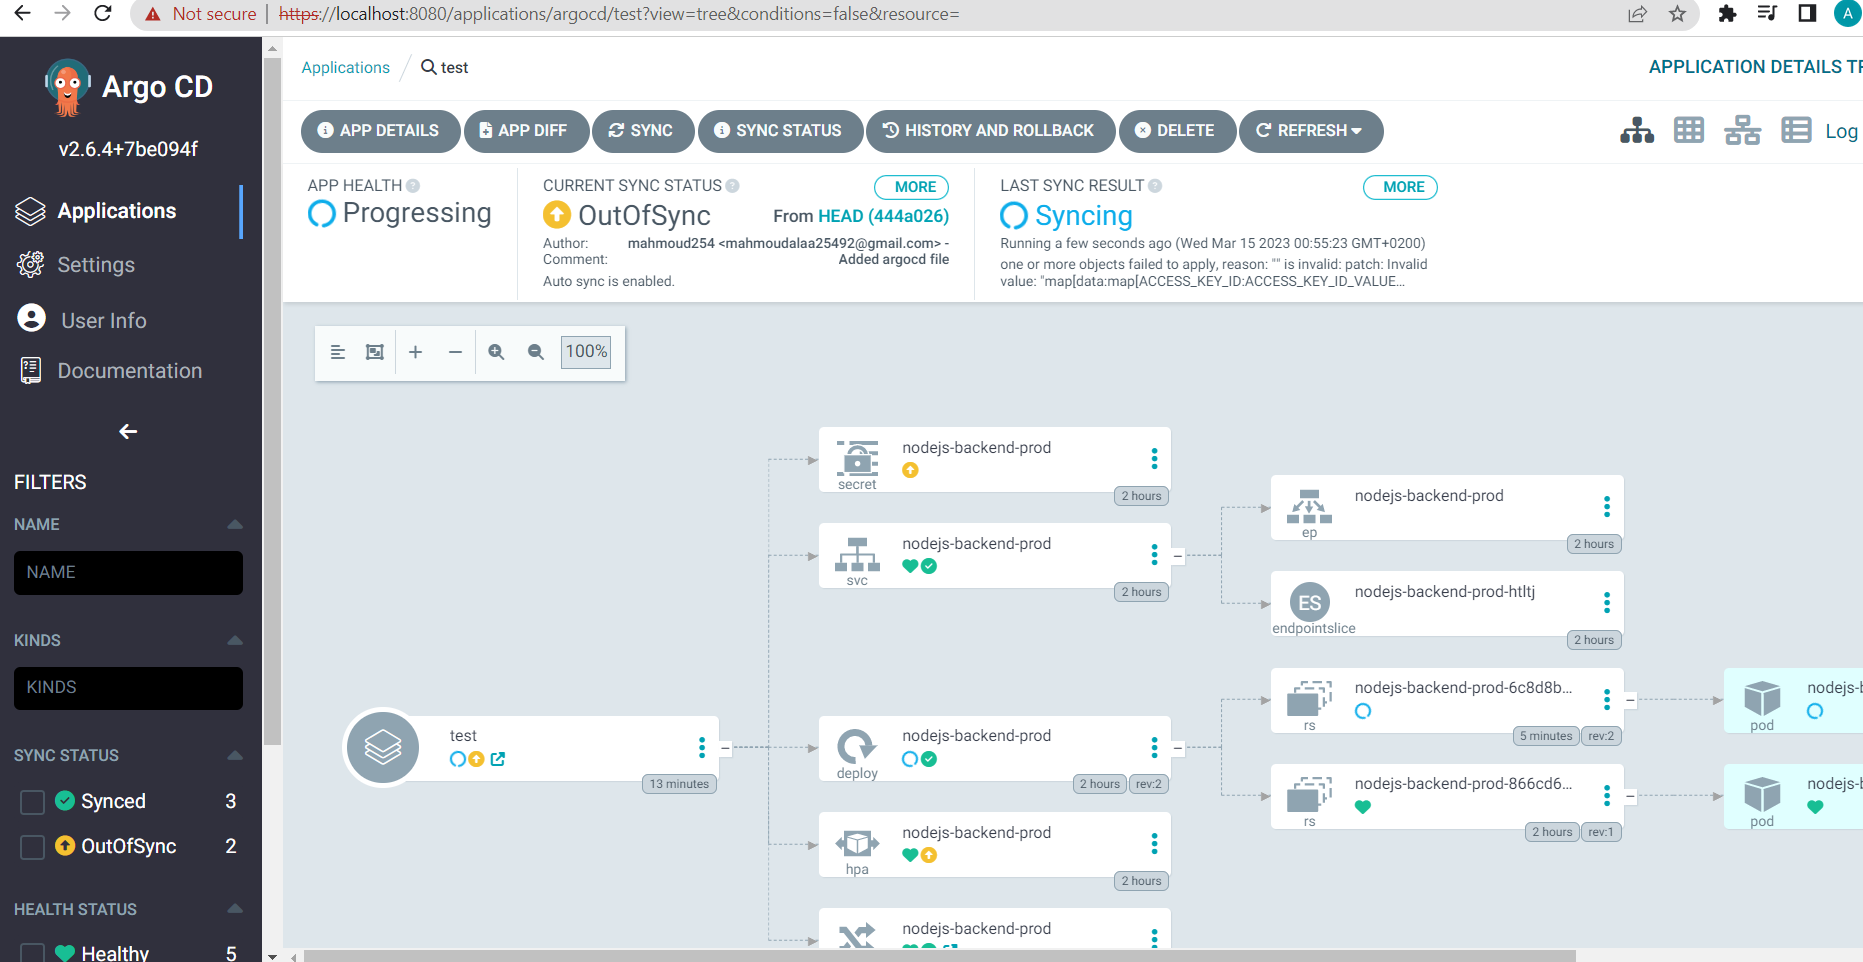 Not secure | https://localhost:8080/applications/argocd/test?view=tree&conditions=false&resource=
A
Argo CD
v2.6.4+7be094f
Applications
Settings
User Info
Documentation
FILTERS
NAME
NAME
KINDS
KINDS
SYNC STATUS
Synced 3
OutOfSync 2
HEALTH STATUS
Healthy 5
Applications / test
APPLICATION DETAILS TR
APP DETAILS
APP DIFF
SYNC
SYNC STATUS
HISTORY AND ROLLBACK
DELETE
REFRESH
Log
APP HEALTH
Progressing
CURRENT SYNC STATUS
MORE
OutOfSync
From HEAD (444a026)
Author: mahmoud254 <mahmoudalaa25492@gmail.com> -
Comment: Added argocd file
Auto sync is enabled.
LAST SYNC RESULT
MORE
Syncing
Running a few seconds ago (Wed Mar 15 2023 00:55:23 GMT+0200)
one or more objects failed to apply, reason: "" is invalid: patch: Invalid
value: "map[data:map[ACCESS_KEY_ID:ACCESS_KEY_ID_VALUE...
100%
test
13 minutes
nodejs-backend-prod
secret
2 hours
nodejs-backend-prod
svc
2 hours
nodejs-backend-prod
ep
2 hours
ES
nodejs-backend-prod-htltj
endpointslice
2 hours
nodejs-backend-prod
deploy
2 hours
rev:2
nodejs-backend-prod-6c8d8b...
rs
5 minutes
rev:2
nodejs-b
pod
nodejs-backend-prod-866cd6...
rs
2 hours
rev:1
nodejs-b
pod
nodejs-backend-prod
hpa
2 hours
nodejs-backend-prod